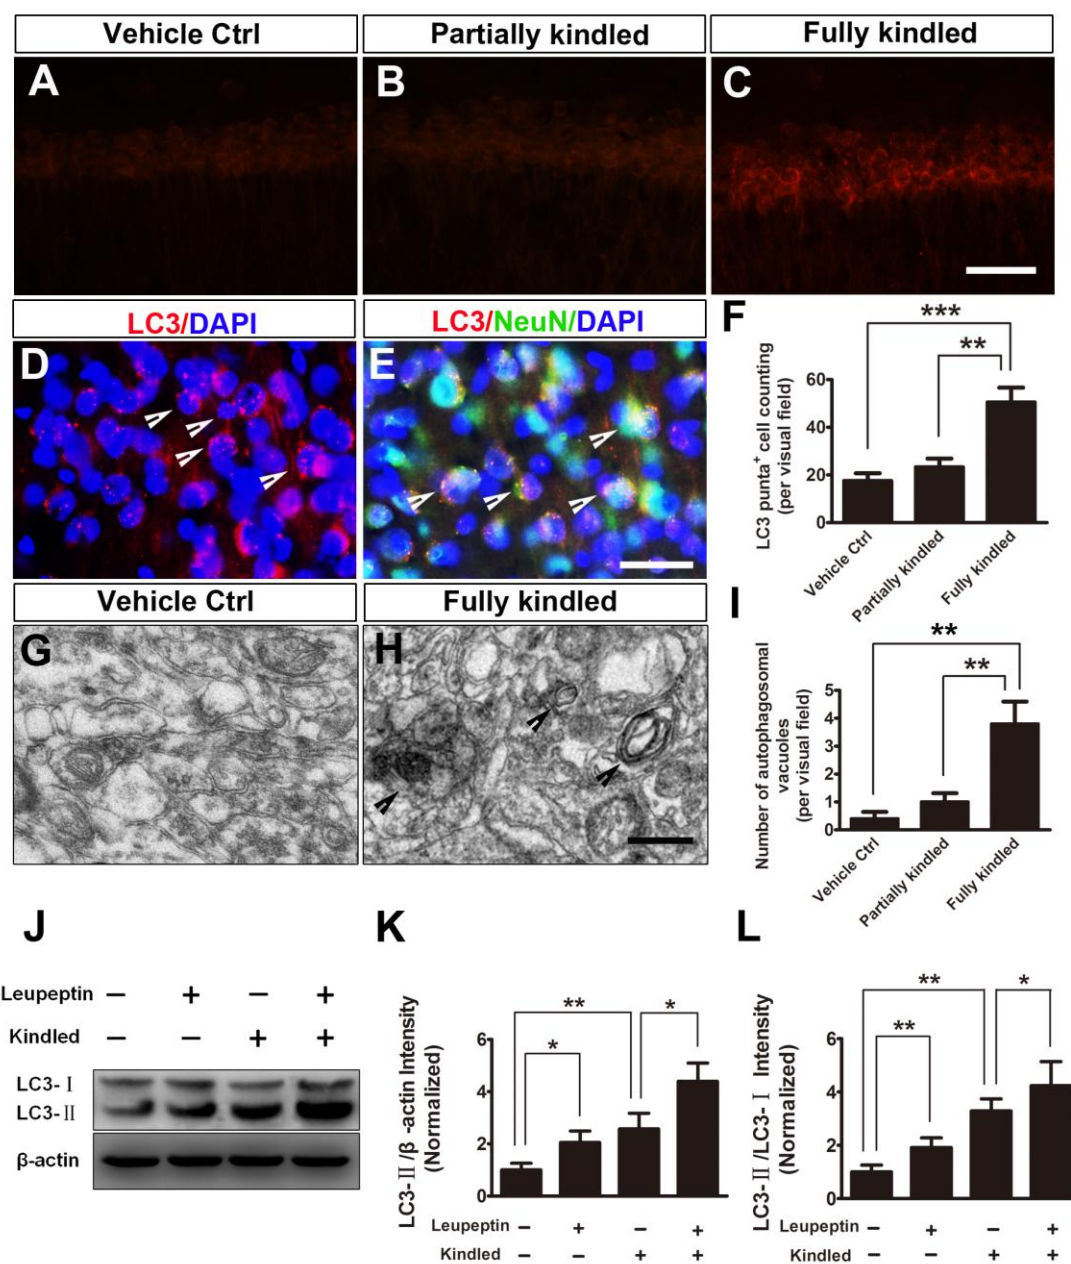 Vehicle Ctrl
Partially kindled
Fully kindled
A
B
C
LC3/DAPI
LC3/NeuN/DAPI
D
E
F
***
**
LC3 punta+ cell counting
(per visual field)
60
40
20
0
Vehicle Ctrl
Partially kindled
Fully kindled
Vehicle Ctrl
Fully kindled
G
H
I
**
**
Number of autophagosomal
vacuoles
(per visual field)
5
4
3
2
1
0
Vehicle Ctrl
Partially kindled
Fully kindled
J
Leupeptin − + − +
Kindled − − + +
LC3-Ⅰ
LC3-Ⅱ
β-actin
K
**
*
*
LC3-Ⅱ/β-actin Intensity
(Normalized)
6
4
2
0
Leupeptin − + − +
Kindled − − + +
L
**
*
**
LC3-Ⅱ/LC3-Ⅰ Intensity
(Normalized)
6
4
2
0
Leupeptin − + − +
Kindled − − + +